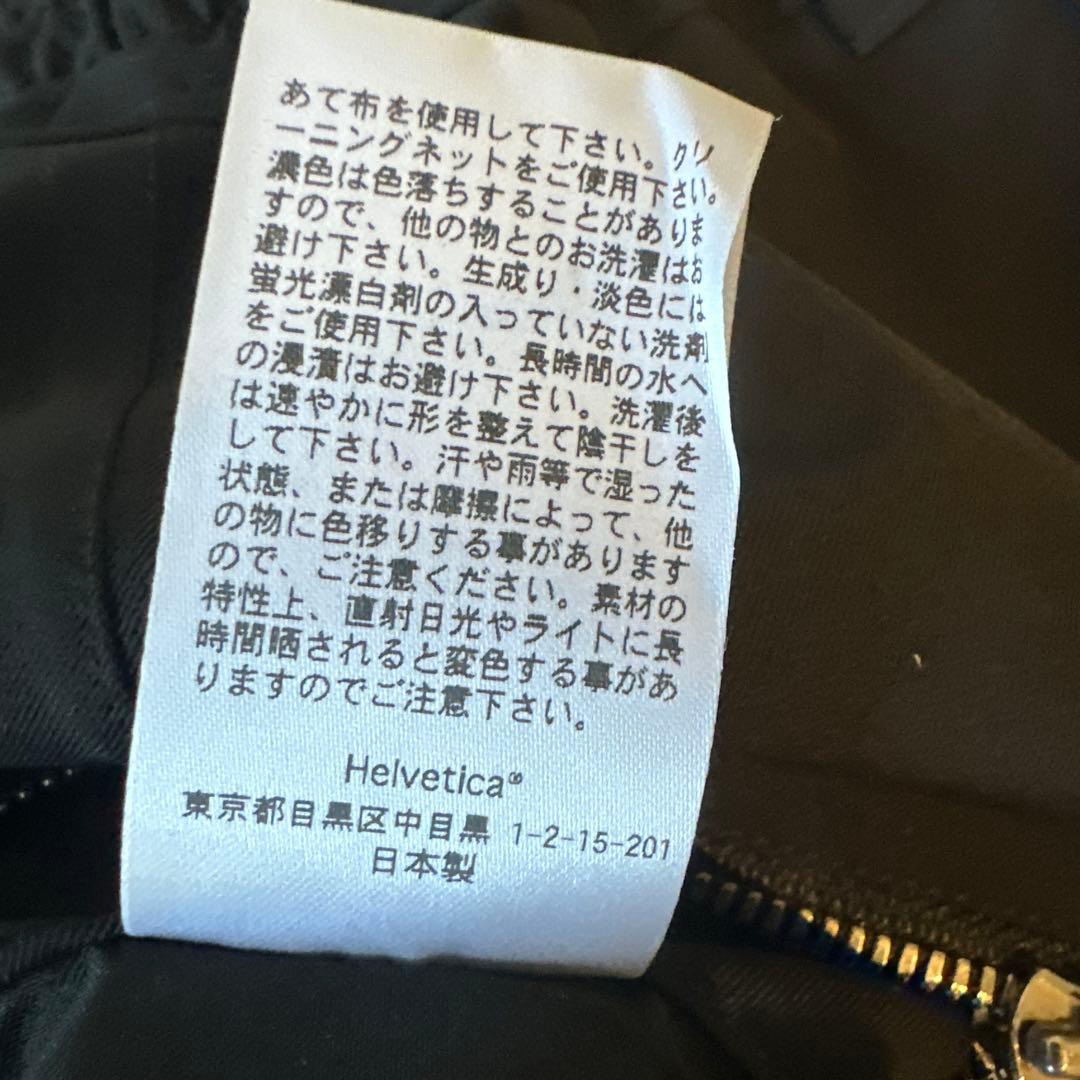 あて布を使用して下さい。クリ
ーニングネットをご使用下さい。
濃色は色落ちすることがありま
すので、他の物とのお洗濯はお
避け下さい。生成り・淡色には
蛍光漂白剤の入っていない洗剤
をご使用下さい。長時間の水へ
の浸漬はお避け下さい。洗濯後
は速やかに形を整えて陰干しを
して下さい。汗や雨等で湿った
状態、または摩擦によって、他
の物に色移りする事があります
ので、ご注意ください。素材の
特性上、直射日光やライトに長
時間晒されると変色する事があ
りますのでご注意下さい。
Helvetica®
東京都目黒区中目黒 1-2-15-201
日本製